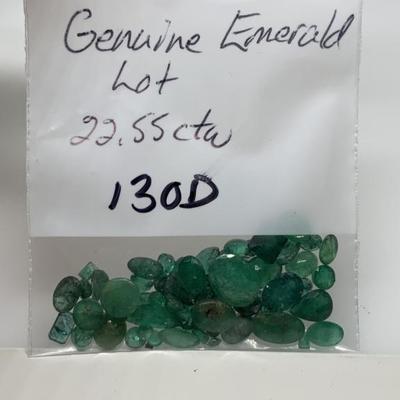 Genuine Emerald
Lot
22.55ctw
130D